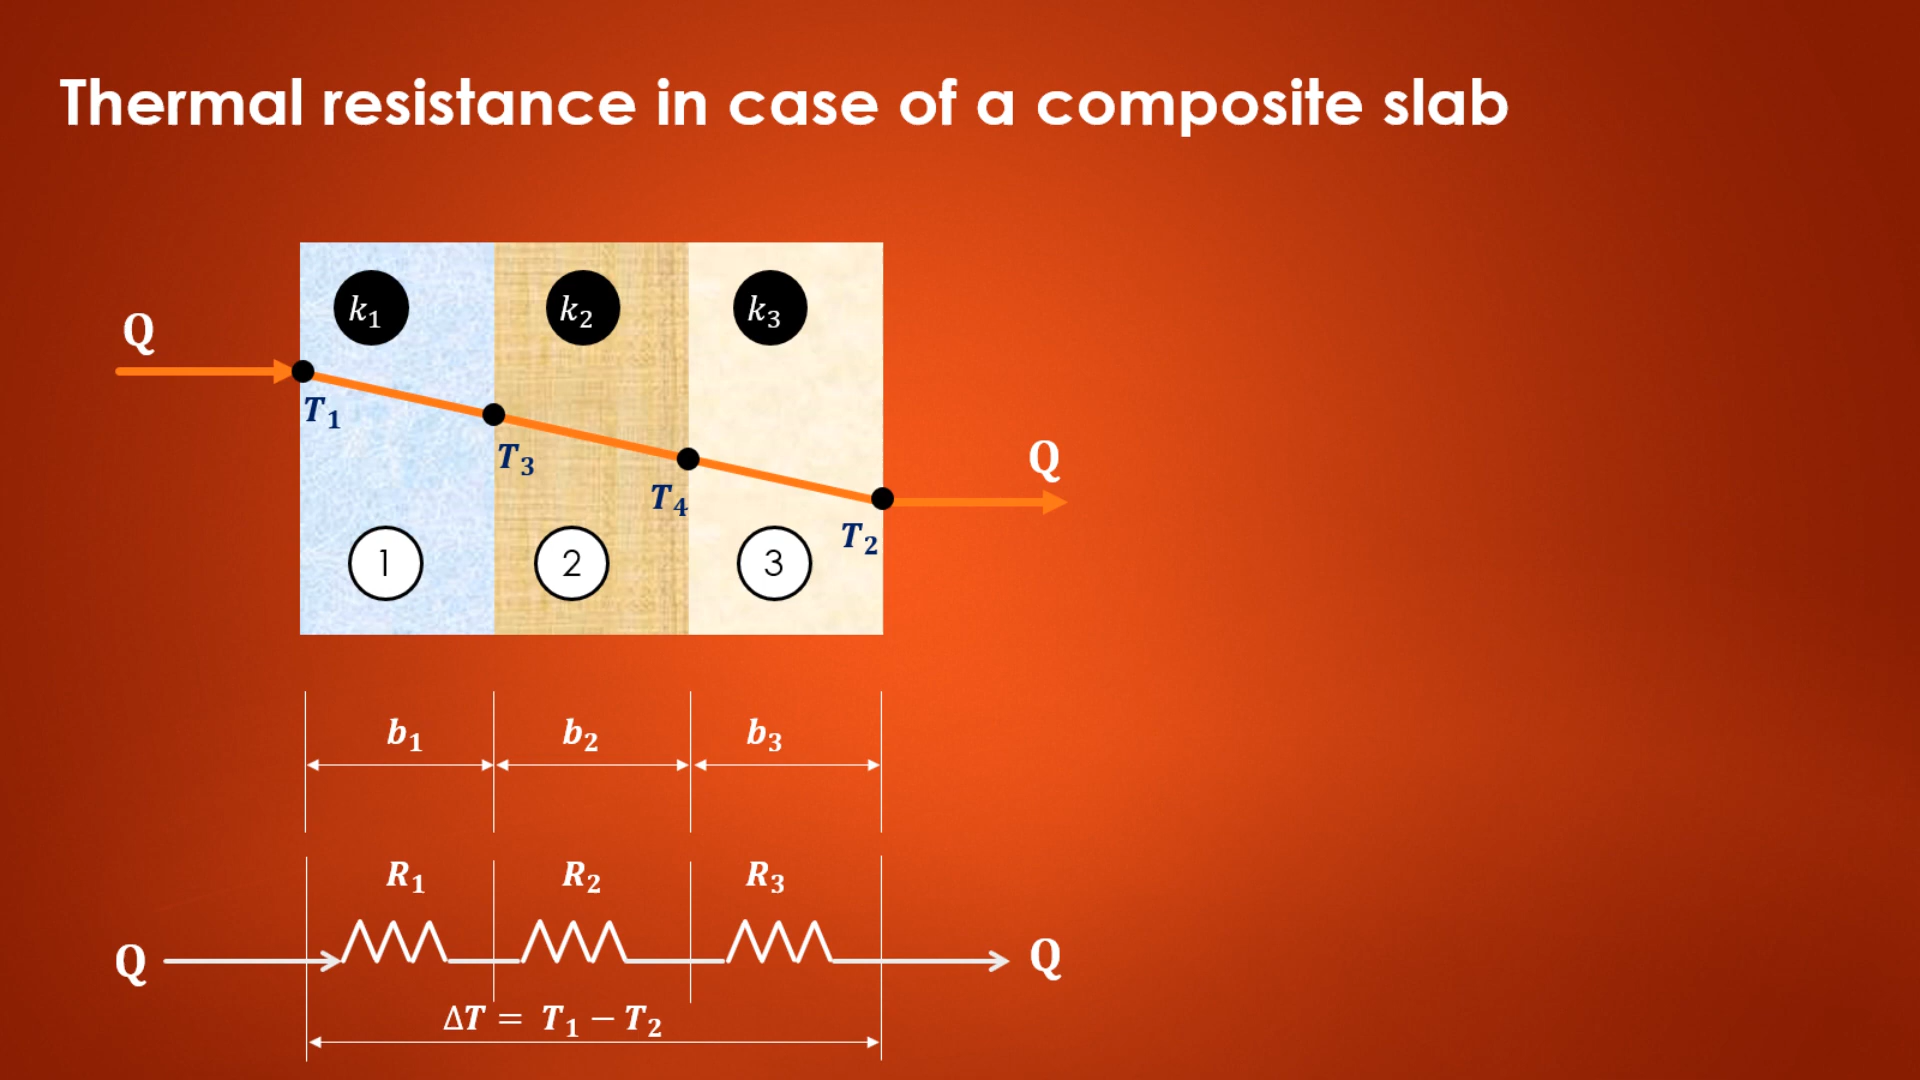 Thermal resistance in case of a composite slab
k₁ k₂ k₃
Q
T₁
T₃
Q
T₄
T₂
1 2 3
b₁ b₂ b₃
R₁ R₂ R₃
Q Q
ΔT = T₁ − T₂